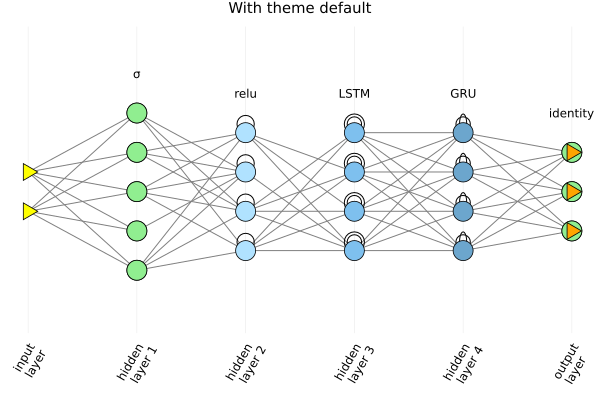 With theme default
σ
relu
LSTM
GRU
identity
input
layer
hidden
layer 1
hidden
layer 2
hidden
layer 3
hidden
layer 4
output
layer